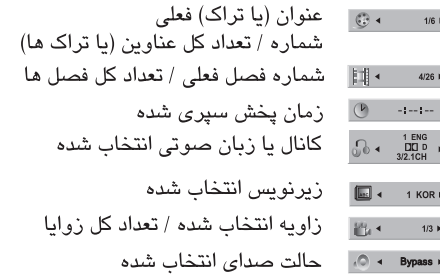 عنوان (یا تراک) فعلی
شماره / تعداد کل عناوین (یا تراک ها)
1/6
شماره فصل فعلی / تعداد کل فصل ها
4/26
زمان پخش سپری شده
-:--:--
کانال یا زبان صوتی انتخاب شده
1 ENG
D
3/2.1CH
زیرنویس انتخاب شده
ABC
1 KOR
زاویه انتخاب شده / تعداد کل زوایا
1/3
حالت صدای انتخاب شده
Bypass